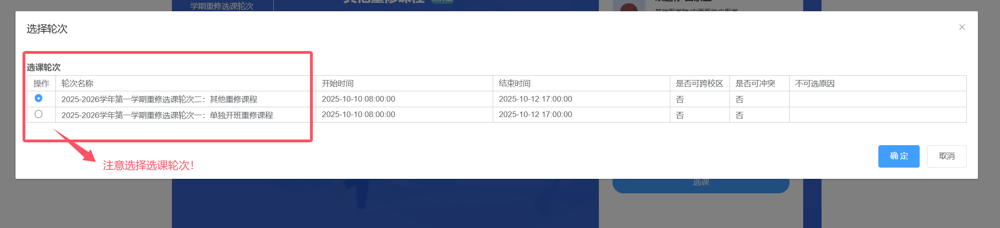 学期重修选课轮次
其他重修课程
选择轮次
选课轮次
操作 轮次名称 开始时间 结束时间 是否可跨校区 是否可冲突 不可选原因
2025-2026学年第一学期重修选课轮次二：其他重修课程 2025-10-10 08:00:00 2025-10-12 17:00:00 否 否
2025-2026学年第一学期重修选课轮次一：单独开班重修课程 2025-10-10 08:00:00 2025-10-12 17:00:00 否 否
确 定 取消
注意选择选课轮次！
选课